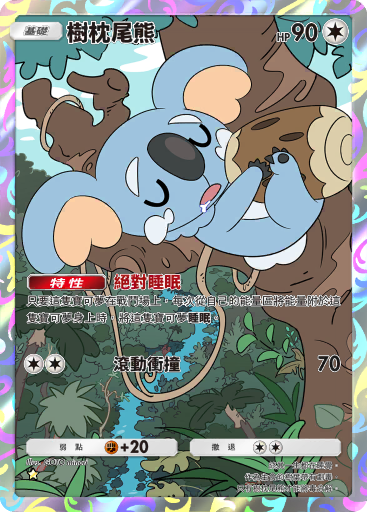 基礎 樹枕尾熊 HP 90
特性 絕對睡眠
只要這隻寶可夢在戰鬥場上，每次從自己的能量區將能量附於這
隻寶可夢身上時，將這隻寶可夢睡眠。
滾動衝撞 70
弱點 +20 撤退
Illus. GOTO minori